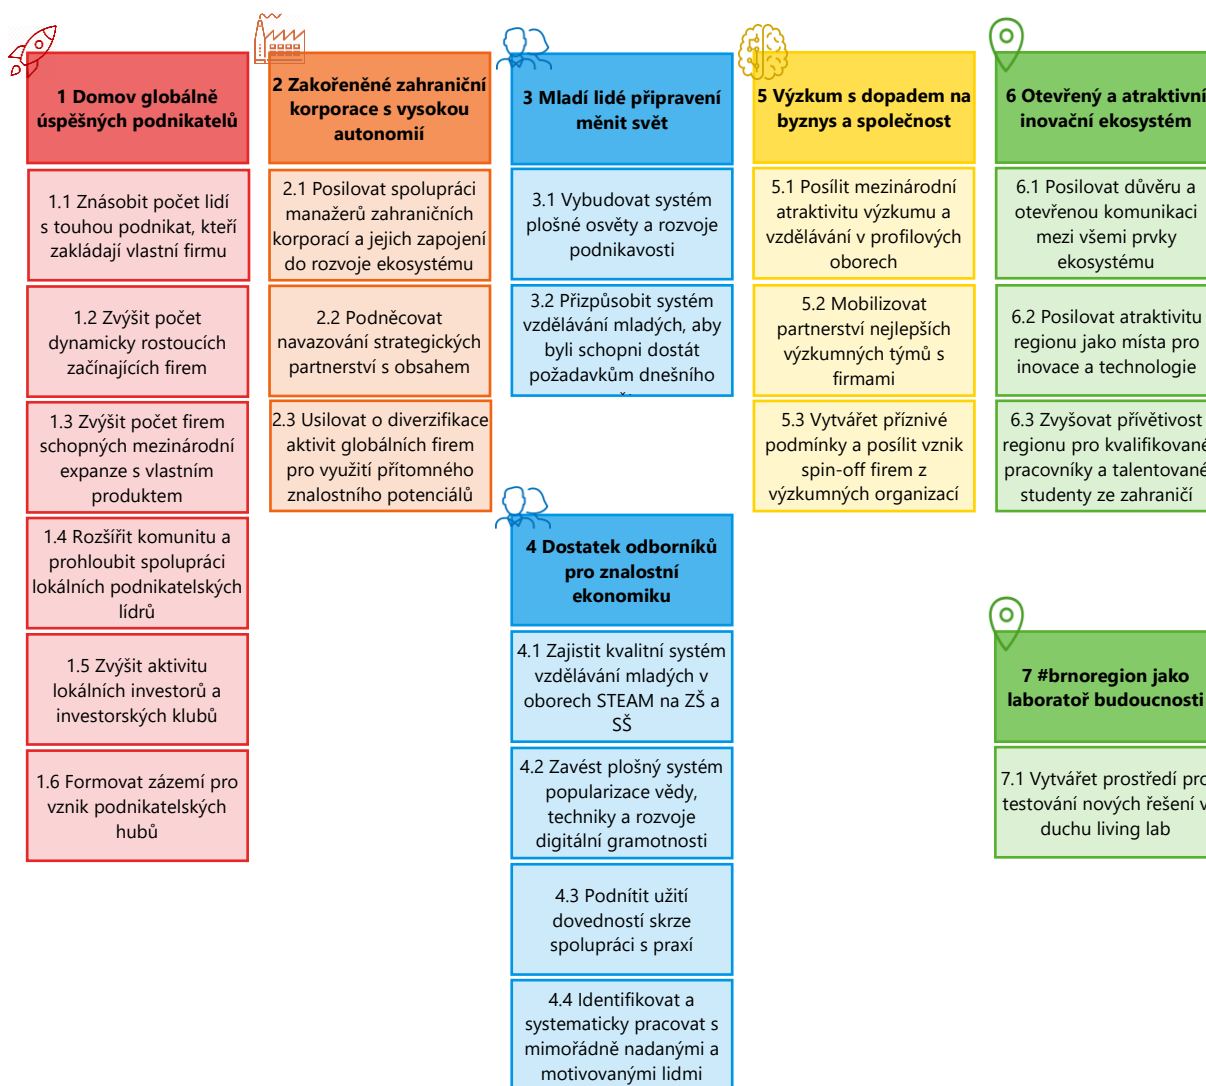 1 Domov globálně
úspěšných podnikatelů
1.1 Znásobit počet lidí
s touhou podnikat, kteří
zakládají vlastní firmu
1.2 Zvýšit počet
dynamicky rostoucích
začínajících firem
1.3 Zvýšit počet firem
schopných mezinárodní
expanze s vlastním
produktem
1.4 Rozšířit komunitu a
prohloubit spolupráci
lokálních podnikatelských
lídrů
1.5 Zvýšit aktivitu
lokálních investorů a
investorských klubů
1.6 Formovat zázemí pro
vznik podnikatelských
hubů
2 Zakořeněné zahraniční
korporace s vysokou
autonomií
2.1 Posilovat spolupráci
manažerů zahraničních
korporací a jejich zapojení
do rozvoje ekosystému
2.2 Podněcovat
navazování strategických
partnerství s obsahem
2.3 Usilovat o diverzifikace
aktivit globálních firem
pro využití přítomného
znalostního potenciálů
3 Mladí lidé připravení
měnit svět
3.1 Vybudovat systém
plošné osvěty a rozvoje
podnikavosti
3.2 Přizpůsobit systém
vzdělávání mladých, aby
byli schopni dostát
požadavkům dnešního
4 Dostatek odborníků
pro znalostní
ekonomiku
4.1 Zajistit kvalitní systém
vzdělávání mladých v
oborech STEAM na ZŠ a
SŠ
4.2 Zavést plošný systém
popularizace vědy,
techniky a rozvoje
digitální gramotnosti
4.3 Podnítit užití
dovedností skrze
spolupráci s praxí
4.4 Identifikovat a
systematicky pracovat s
mimořádně nadanými a
motivovanými lidmi
5 Výzkum s dopadem na
byznys a společnost
5.1 Posílit mezinárodní
atraktivitu výzkumu a
vzdělávání v profilových
oborech
5.2 Mobilizovat
partnerství nejlepších
výzkumných týmů s
firmami
5.3 Vytvářet příznivé
podmínky a posílit vznik
spin-off firem z
výzkumných organizací
6 Otevřený a atraktivní
inovační ekosystém
6.1 Posilovat důvěru a
otevřenou komunikaci
mezi všemi prvky
ekosystému
6.2 Posilovat atraktivitu
regionu jako místa pro
inovace a technologie
6.3 Zvyšovat přívětivost
regionu pro kvalifikované
pracovníky a talentované
studenty ze zahraničí
7 #brnoregion jako
laboratoř budoucnosti
7.1 Vytvářet prostředí pro
testování nových řešení v
duchu living lab